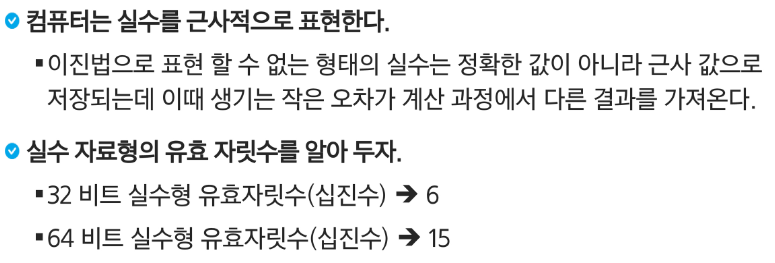 컴퓨터는 실수를 근사적으로 표현한다.
▪이진법으로 표현 할 수 없는 형태의 실수는 정확한 값이 아니라 근사 값으로
저장되는데 이때 생기는 작은 오차가 계산 과정에서 다른 결과를 가져온다.
실수 자료형의 유효 자릿수를 알아 두자.
▪32 비트 실수형 유효자릿수(십진수) ➔ 6
▪64 비트 실수형 유효자릿수(십진수) ➔ 15